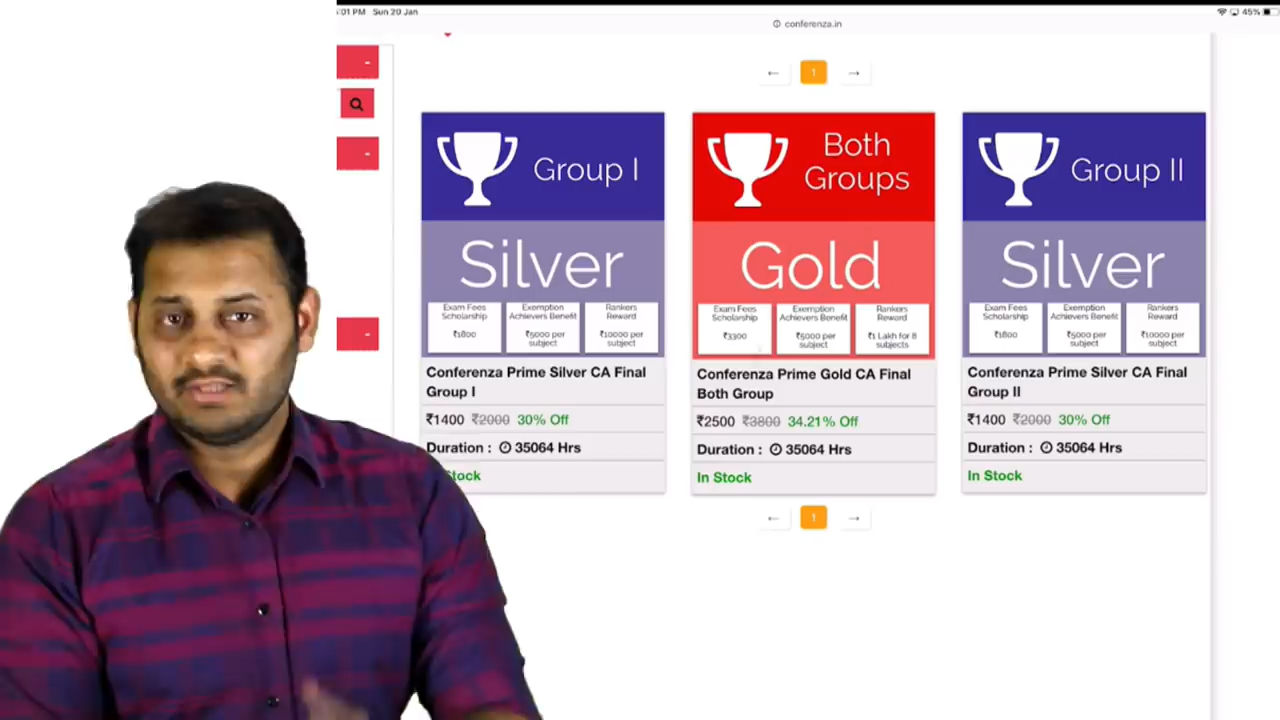 :01 PM Sun 20 Jan
45%
conferenza.in
1
Group I
Silver
Exam Fees
Scholarship
₹1800
Exemption
Achievers Benefit
₹5000 per
subject
Rankers
Reward
₹10000 per
subject
Conferenza Prime Silver CA Final
Group I
₹1400 ₹2000 30% Off
Duration : 35064 Hrs
Stock
Both
Groups
Gold
Exam Fees
Scholarship
₹3300
Exemption
Achievers Benefit
₹5000 per
subject
Rankers
Reward
₹1 Lakh for 8
subjects
Conferenza Prime Gold CA Final
Both Group
₹2500 ₹3800 34.21% Off
Duration : 35064 Hrs
In Stock
Group II
Silver
Exam Fees
Scholarship
₹1800
Exemption
Achievers Benefit
₹5000 per
subject
Rankers
Reward
₹10000 per
subject
Conferenza Prime Silver CA Final
Group II
₹1400 ₹2000 30% Off
Duration : 35064 Hrs
In Stock
1